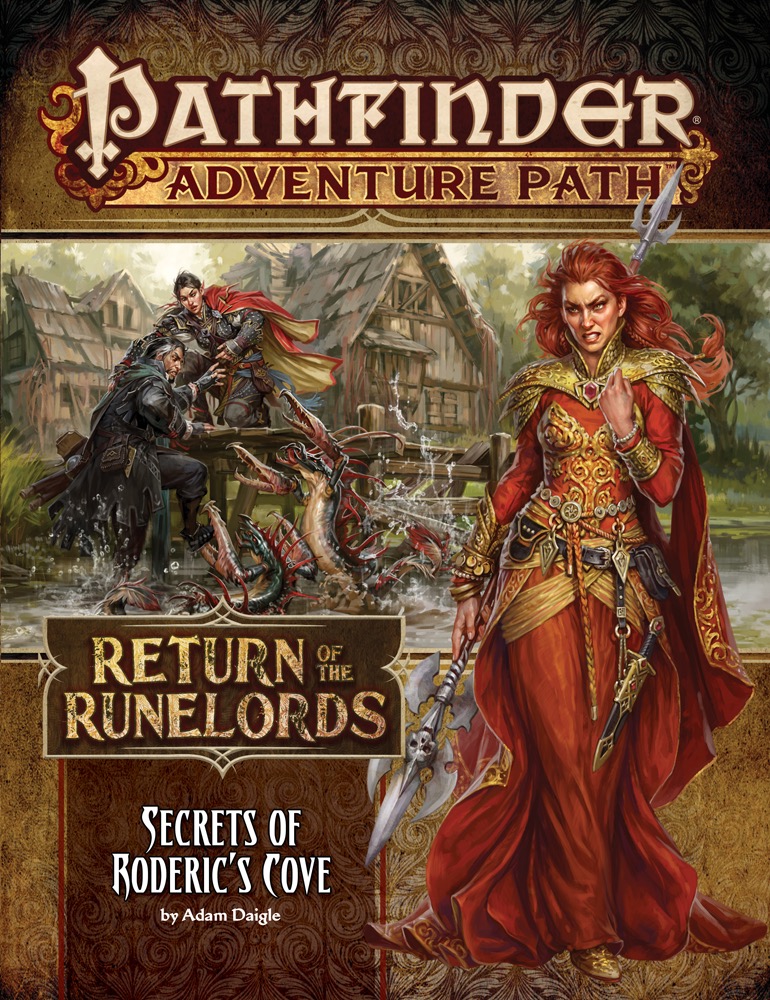 PATHFINDER®
ADVENTURE PATH
RETURN OF THE
RUNELORDS
SECRETS OF
RODERIC'S COVE
by Adam Daigle